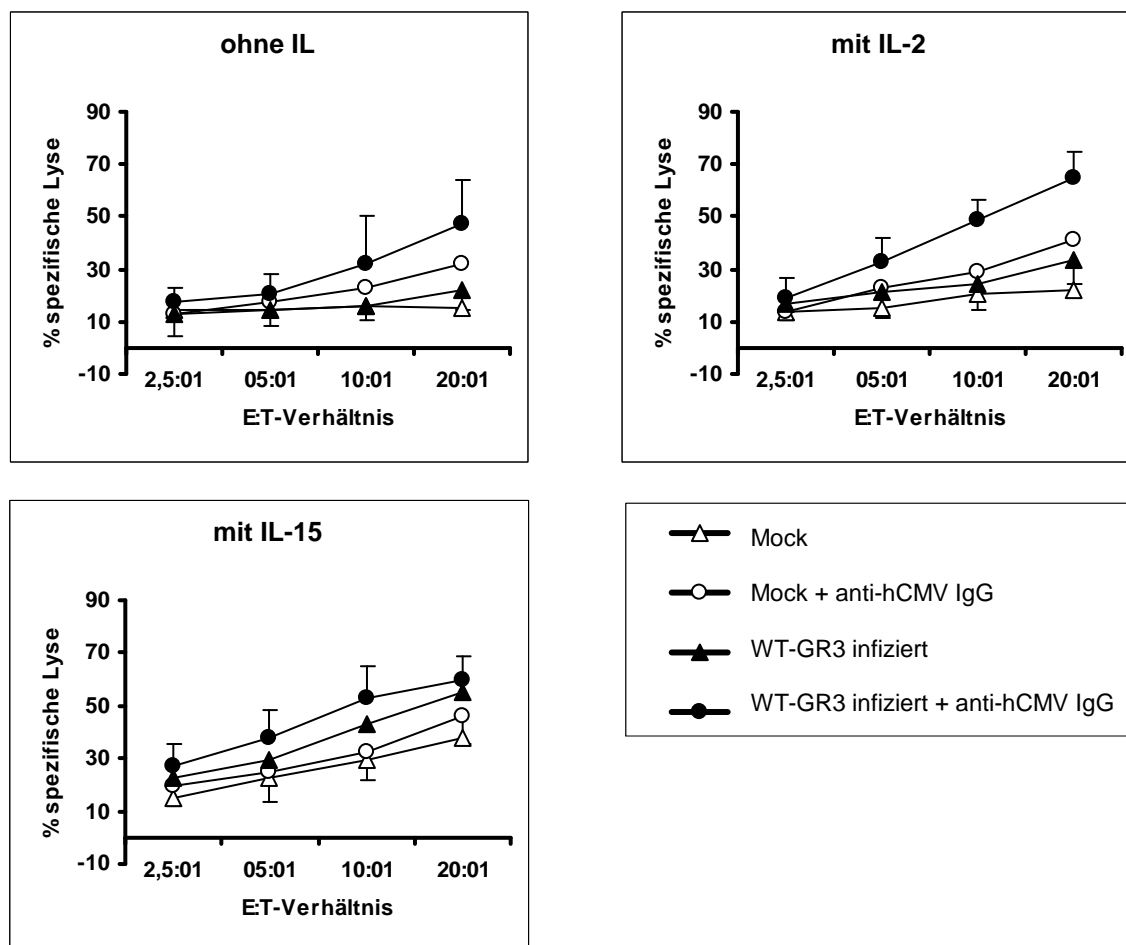 ohne IL
% spezifische Lyse
90
70
50
30
10
-10
2,5:01 05:01 10:01 20:01
E:T-Verhältnis
mit IL-2
% spezifische Lyse
90
70
50
30
10
-10
2,5:01 05:01 10:01 20:01
E:T-Verhältnis
mit IL-15
% spezifische Lyse
90
70
50
30
10
-10
2,5:01 05:01 10:01 20:01
E:T-Verhältnis
Mock
Mock + anti-hCMV IgG
WT-GR3 infiziert
WT-GR3 infiziert + anti-hCMV IgG